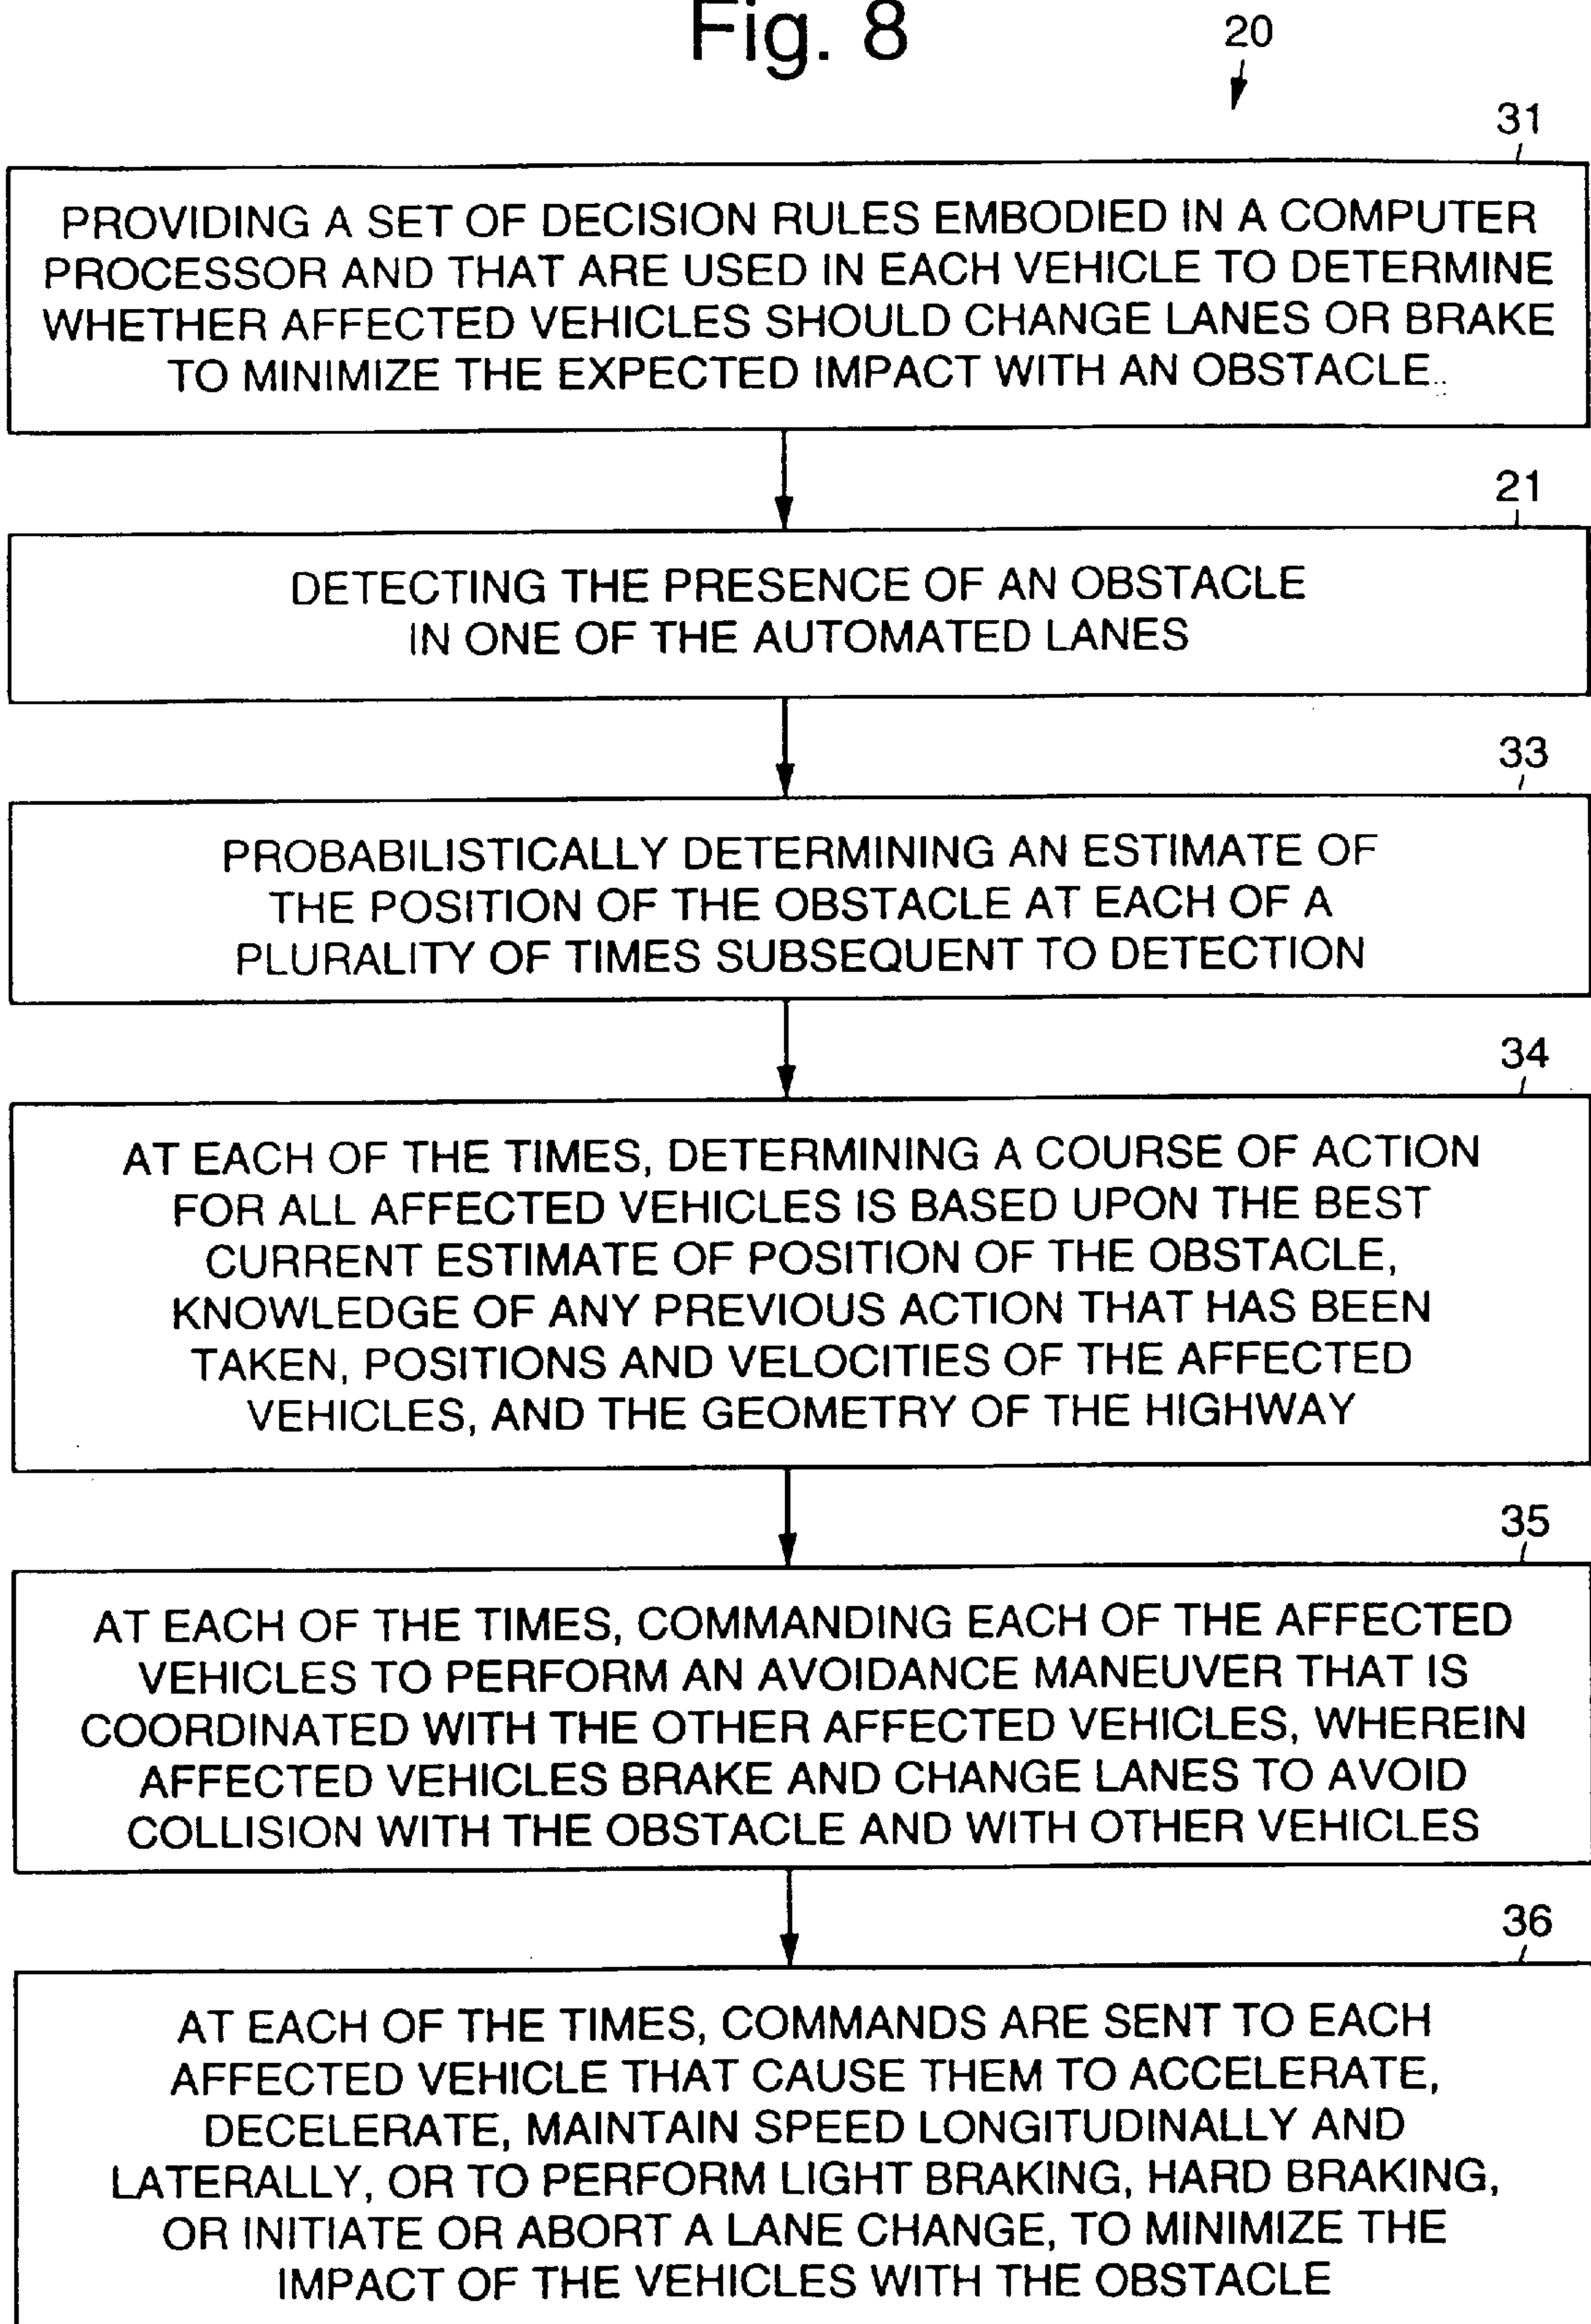 Fig. 8
20
31
PROVIDING A SET OF DECISION RULES EMBODIED IN A COMPUTER
PROCESSOR AND THAT ARE USED IN EACH VEHICLE TO DETERMINE
WHETHER AFFECTED VEHICLES SHOULD CHANGE LANES OR BRAKE
TO MINIMIZE THE EXPECTED IMPACT WITH AN OBSTACLE
21
DETECTING THE PRESENCE OF AN OBSTACLE
IN ONE OF THE AUTOMATED LANES
33
PROBABILISTICALLY DETERMINING AN ESTIMATE OF
THE POSITION OF THE OBSTACLE AT EACH OF A
PLURALITY OF TIMES SUBSEQUENT TO DETECTION
34
AT EACH OF THE TIMES, DETERMINING A COURSE OF ACTION
FOR ALL AFFECTED VEHICLES IS BASED UPON THE BEST
CURRENT ESTIMATE OF POSITION OF THE OBSTACLE,
KNOWLEDGE OF ANY PREVIOUS ACTION THAT HAS BEEN
TAKEN, POSITIONS AND VELOCITIES OF THE AFFECTED
VEHICLES, AND THE GEOMETRY OF THE HIGHWAY
35
AT EACH OF THE TIMES, COMMANDING EACH OF THE AFFECTED
VEHICLES TO PERFORM AN AVOIDANCE MANEUVER THAT IS
COORDINATED WITH THE OTHER AFFECTED VEHICLES, WHEREIN
AFFECTED VEHICLES BRAKE AND CHANGE LANES TO AVOID
COLLISION WITH THE OBSTACLE AND WITH OTHER VEHICLES
36
AT EACH OF THE TIMES, COMMANDS ARE SENT TO EACH
AFFECTED VEHICLE THAT CAUSE THEM TO ACCELERATE,
DECELERATE, MAINTAIN SPEED LONGITUDINALLY AND
LATERALLY, OR TO PERFORM LIGHT BRAKING, HARD BRAKING,
OR INITIATE OR ABORT A LANE CHANGE, TO MINIMIZE THE
IMPACT OF THE VEHICLES WITH THE OBSTACLE